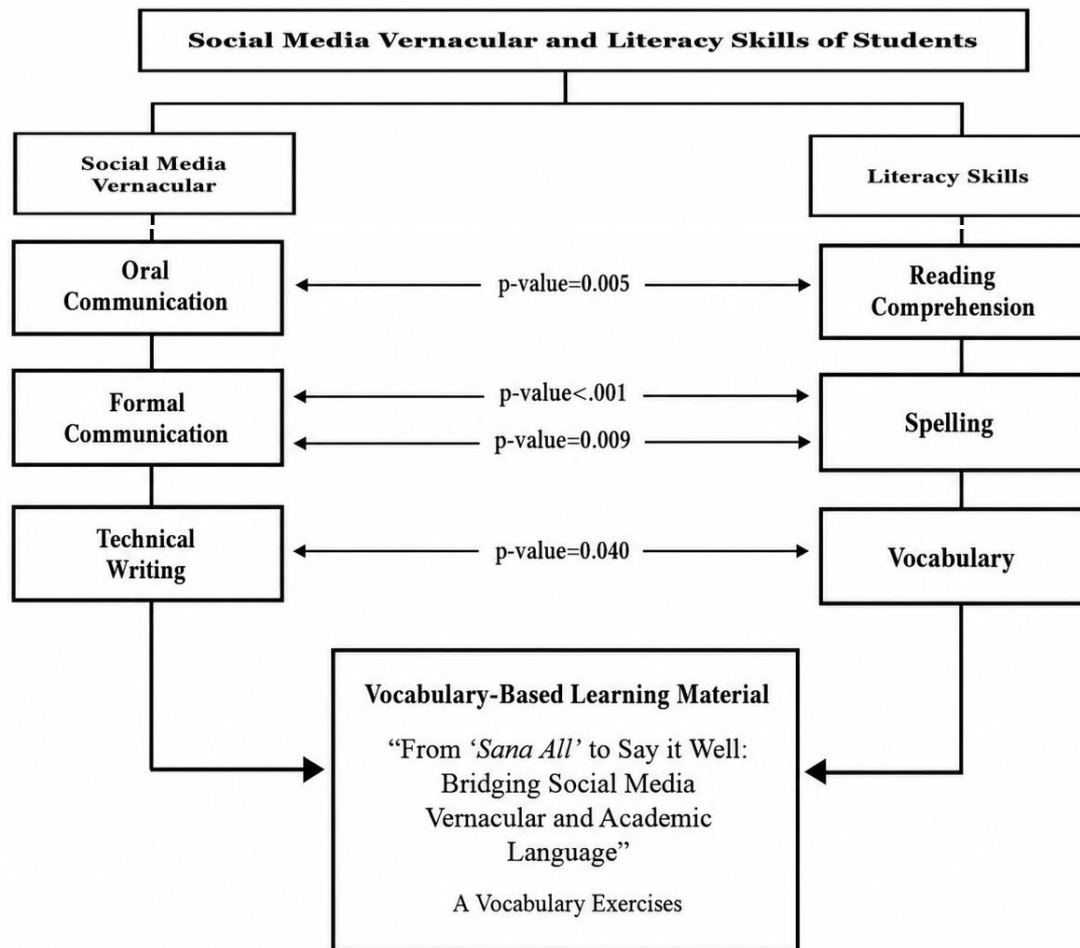 Social Media Vernacular and Literacy Skills of Students
Social Media
Vernacular
Literacy Skills
Oral
Communication
p-value=0.005
Reading
Comprehension
Formal
Communication
p-value<.001
p-value=0.009
Spelling
Technical
Writing
p-value=0.040
Vocabulary
Vocabulary-Based Learning Material
“From ‘Sana All’ to Say it Well:
Bridging Social Media
Vernacular and Academic
Language”
A Vocabulary Exercises